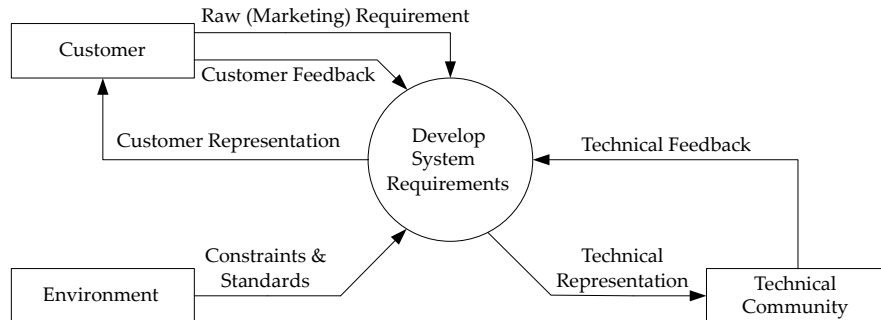 Raw (Marketing) Requirement
Customer
Customer Feedback
Customer Representation
Develop
System
Requirements
Technical Feedback
Constraints &
Standards
Technical
Representation
Environment
Technical
Community